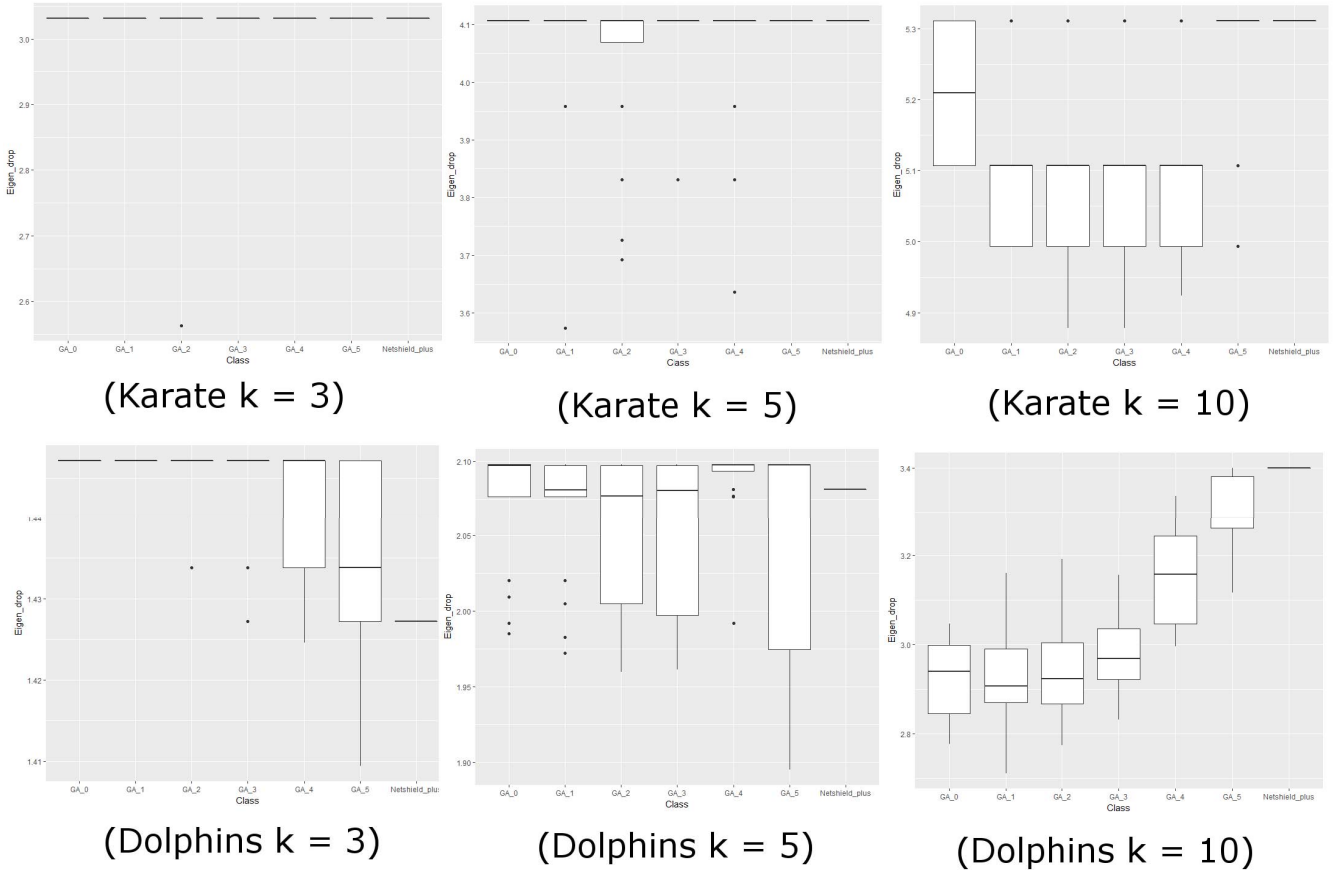 Eigen_drop
3.0
2.9
2.8
2.7
2.6
GA_0 GA_1 GA_2 GA_3 GA_4 GA_5 Netshield_plus
Class
(Karate k = 3)
Eigen_drop
4.1
4.0
3.9
3.8
3.7
3.6
GA_0 GA_1 GA_2 GA_3 GA_4 GA_5 Netshield_plus
Class
(Karate k = 5)
Eigen_drop
5.3
5.2
5.1
5.0
4.9
GA_0 GA_1 GA_2 GA_3 GA_4 GA_5 Netshield_plus
Class
(Karate k = 10)
Eigen_drop
1.44
1.43
1.42
1.41
GA_0 GA_1 GA_2 GA_3 GA_4 GA_5 Netshield_plu
Class
(Dolphins k = 3)
Eigen_drop
2.10
2.05
2.00
1.95
1.90
GA_0 GA_1 GA_2 GA_3 GA_4 GA_5 Netshield_plus
Class
(Dolphins k = 5)
Eigen_drop
3.4
3.2
3.0
2.8
GA_0 GA_1 GA_2 GA_3 GA_4 GA_5 Netshield_plus
Class
(Dolphins k = 10)